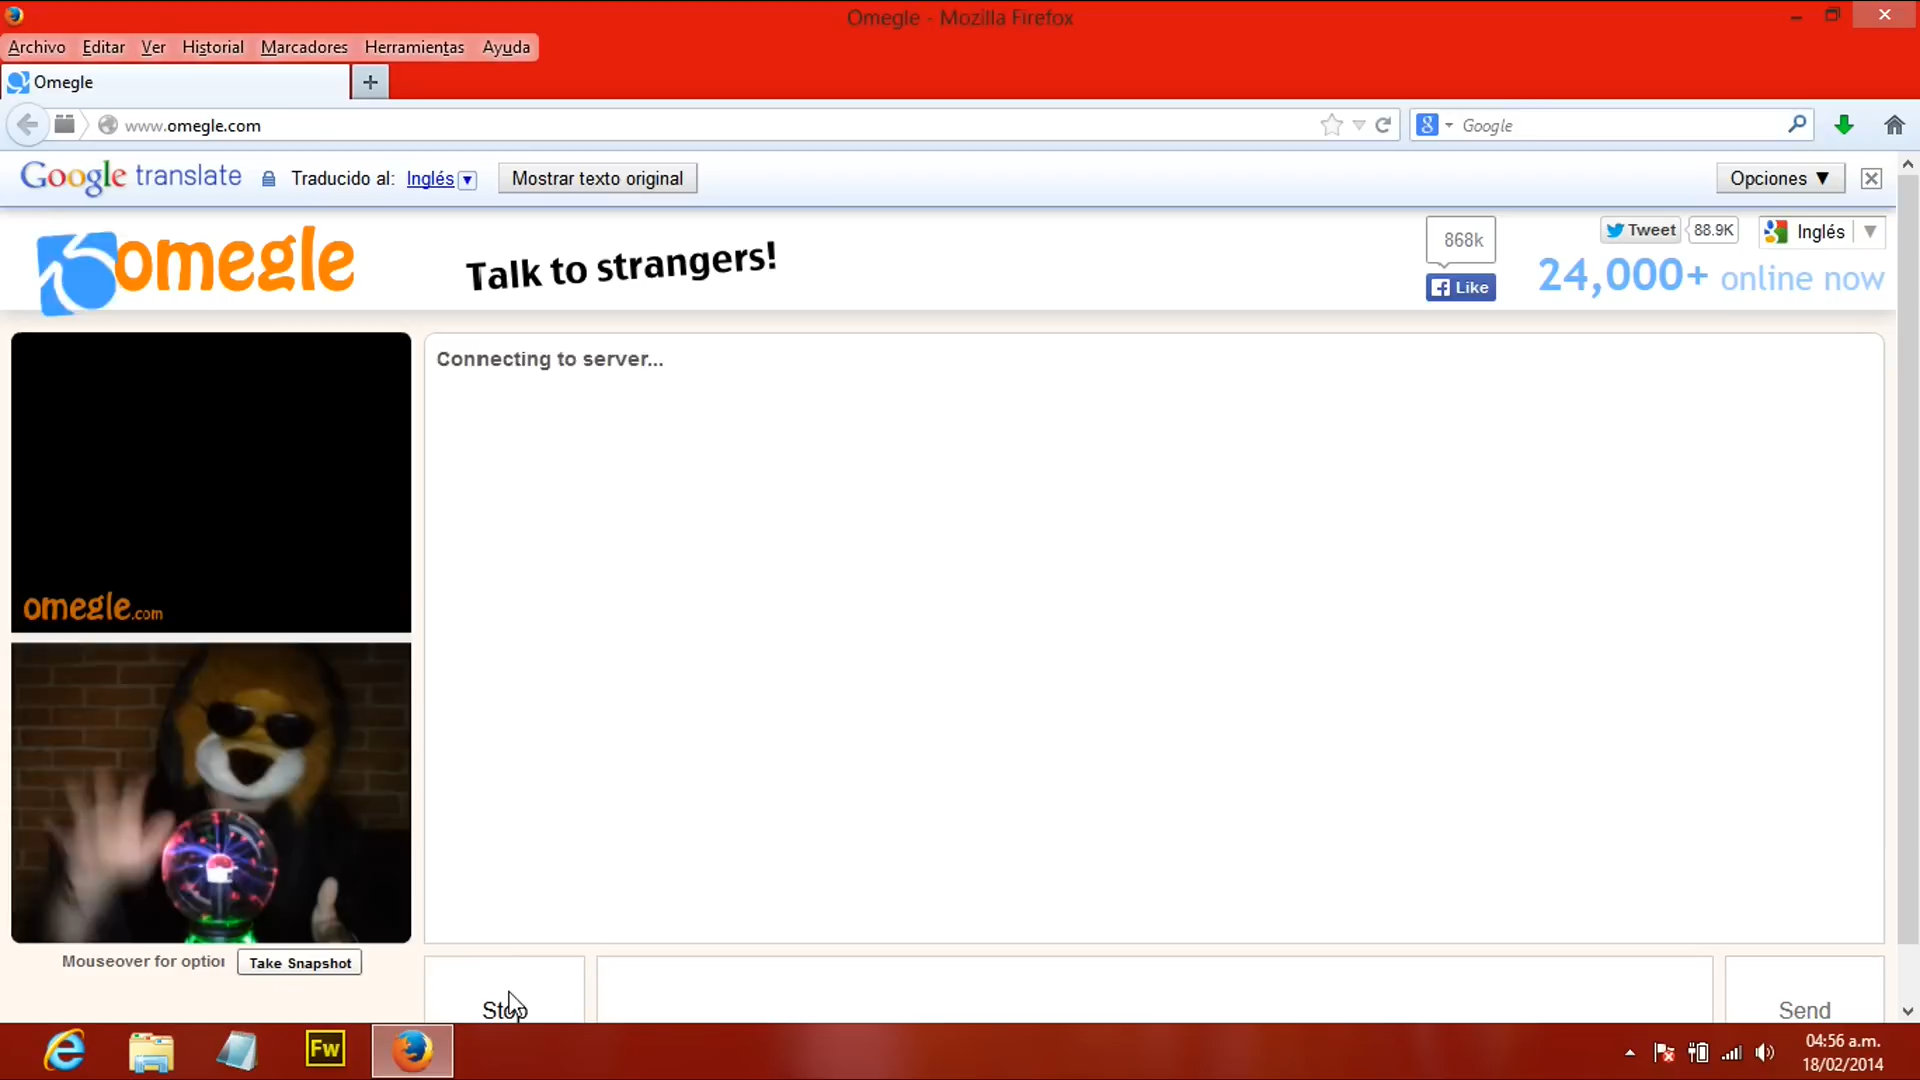 Omegle - Mozilla Firefox
Archivo Editar Ver Historial Marcadores Herramientas Ayuda
Omegle
www.omegle.com
Google
Google translate Traducido al: Inglés Mostrar texto original Opciones ▼
omegle
Talk to strangers!
868k
Like
Tweet 88.9K
Inglés
24,000+ online now
Connecting to server...
omegle.com
Mouseover for option
Take Snapshot
Stop
Send
Fw
04:56 a.m.
18/02/2014